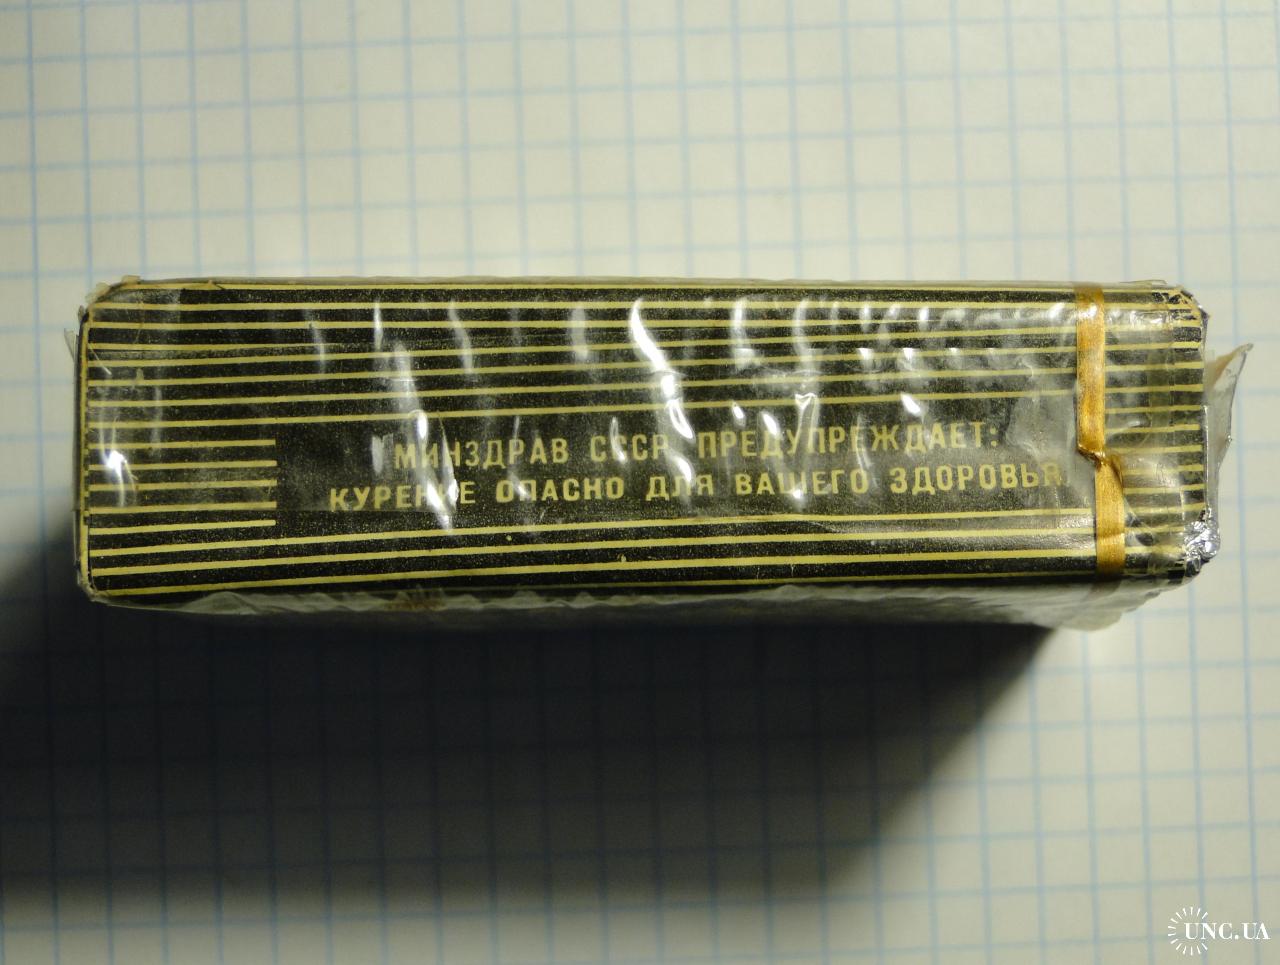 МИНЗДРАВ СССР ПРЕДУПРЕЖДАЕТ:
КУРЕНИЕ ОПАСНО ДЛЯ ВАШЕГО ЗДОРОВЬЯ
UNC.UA